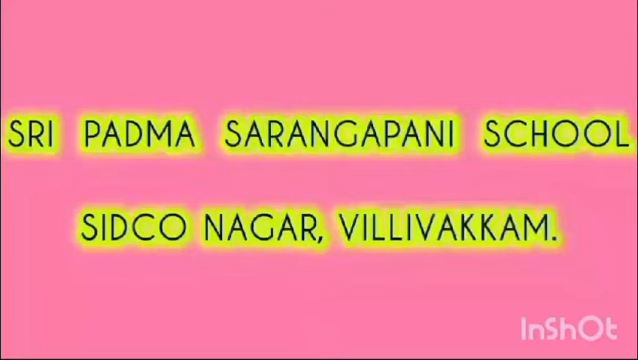 SRI PADMA SARANGAPANI SCHOOL
SIDCO NAGAR, VILLIVAKKAM.
InShOt